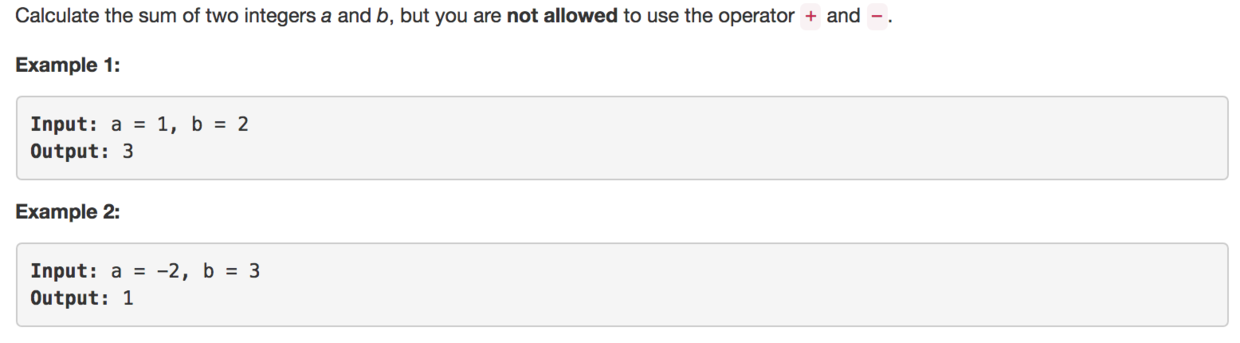 Calculate the sum of two integers a and b, but you are not allowed to use the operator + and -.
Example 1:
Input: a = 1, b = 2
Output: 3
Example 2:
Input: a = -2, b = 3
Output: 1